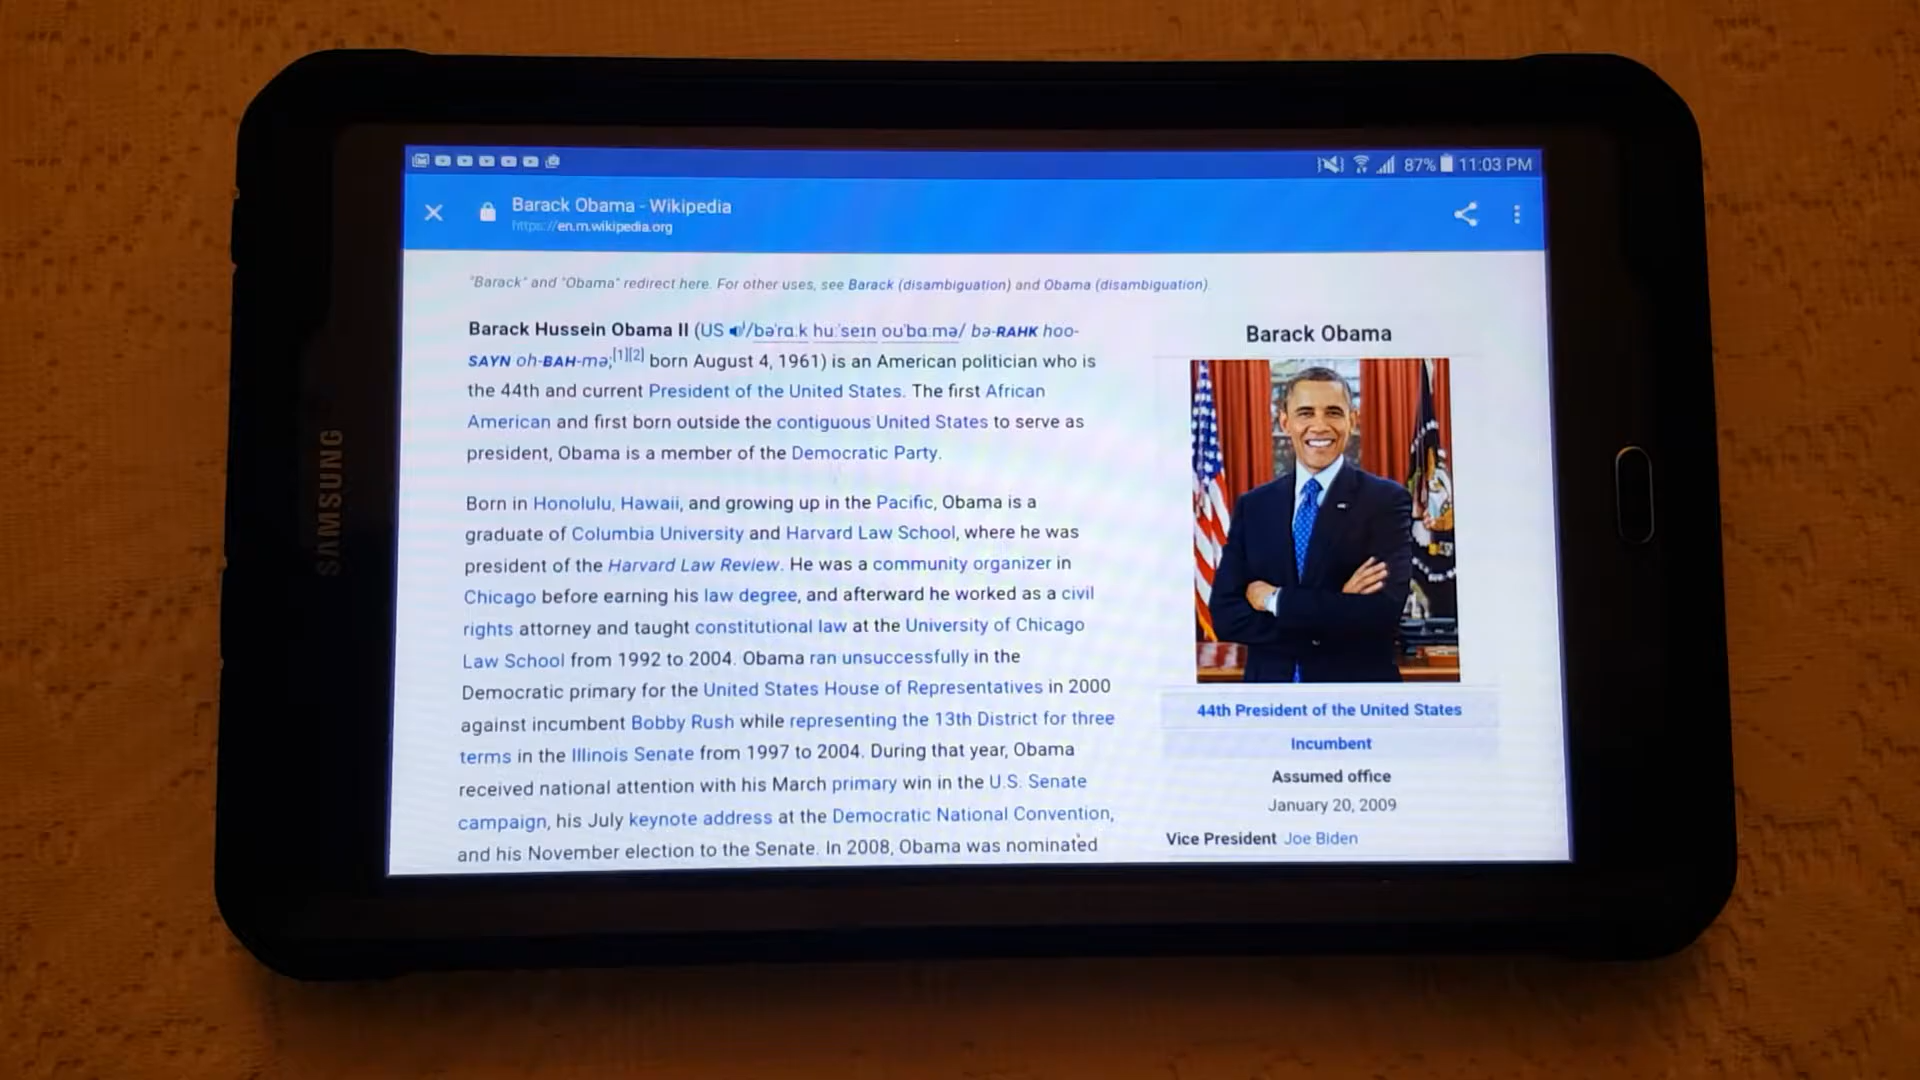 SAMSUNG
87% 11:03 PM
Barack Obama - Wikipedia
https://en.m.wikipedia.org
"Barack" and "Obama" redirect here. For other uses, see Barack (disambiguation) and Obama (disambiguation).
Barack Hussein Obama II (US /bəˈrɑːk huːˈseɪn oʊˈbɑːmə/ bə-RAHK hoo-
SAYN oh-BAH-mə;[1][2] born August 4, 1961) is an American politician who is
the 44th and current President of the United States. The first African
American and first born outside the contiguous United States to serve as
president, Obama is a member of the Democratic Party.
Born in Honolulu, Hawaii, and growing up in the Pacific, Obama is a
graduate of Columbia University and Harvard Law School, where he was
president of the Harvard Law Review. He was a community organizer in
Chicago before earning his law degree, and afterward he worked as a civil
rights attorney and taught constitutional law at the University of Chicago
Law School from 1992 to 2004. Obama ran unsuccessfully in the
Democratic primary for the United States House of Representatives in 2000
against incumbent Bobby Rush while representing the 13th District for three
terms in the Illinois Senate from 1997 to 2004. During that year, Obama
received national attention with his March primary win in the U.S. Senate
campaign, his July keynote address at the Democratic National Convention,
and his November election to the Senate. In 2008, Obama was nominated
Barack Obama
44th President of the United States
Incumbent
Assumed office
January 20, 2009
Vice President Joe Biden